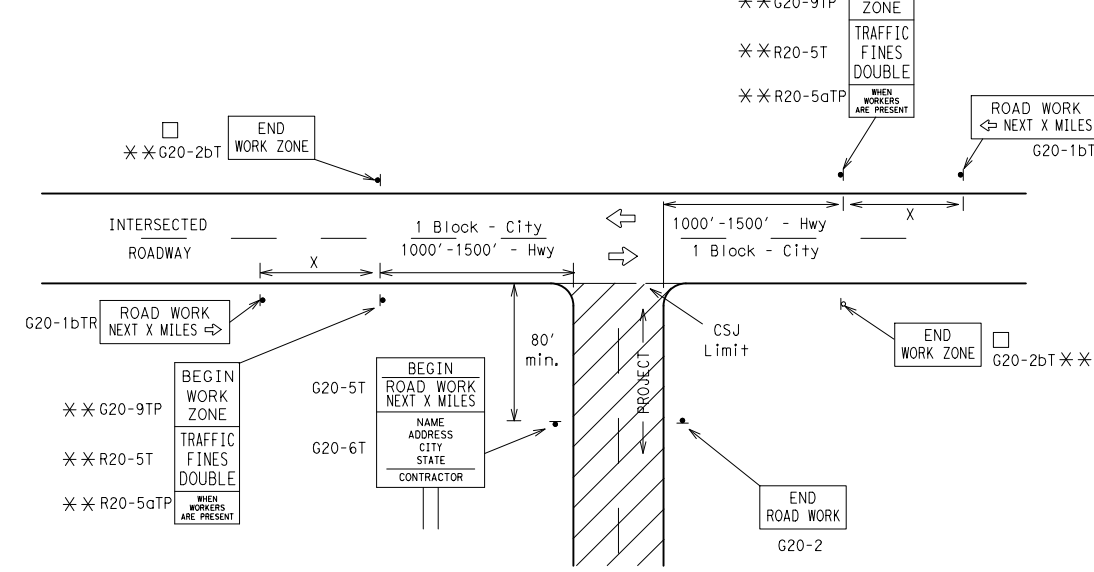 ✳✳G20-9TP
ZONE
TRAFFIC
FINES
DOUBLE
✳✳R20-5T
WHEN
WORKERS
ARE PRESENT
✳✳R20-5aTP
ROAD WORK
⇦ NEXT X MILES
G20-1bT
END
WORK ZONE
□
✳✳G20-2bT
INTERSECTED
ROADWAY
1 Block - City
1000'-1500' - Hwy
1000'-1500' - Hwy
1 Block - City
X
X
G20-1bTR
ROAD WORK
NEXT X MILES ⇨
80'
min.
CSJ
Limit
PROJECT
END
WORK ZONE
□
G20-2bT✳✳
BEGIN
WORK
ZONE
✳✳G20-9TP
TRAFFIC
FINES
DOUBLE
✳✳R20-5T
WHEN
WORKERS
ARE PRESENT
✳✳R20-5aTP
G20-5T
BEGIN
ROAD WORK
NEXT X MILES
G20-6T
NAME
ADDRESS
CITY
STATE
CONTRACTOR
END
ROAD WORK
G20-2